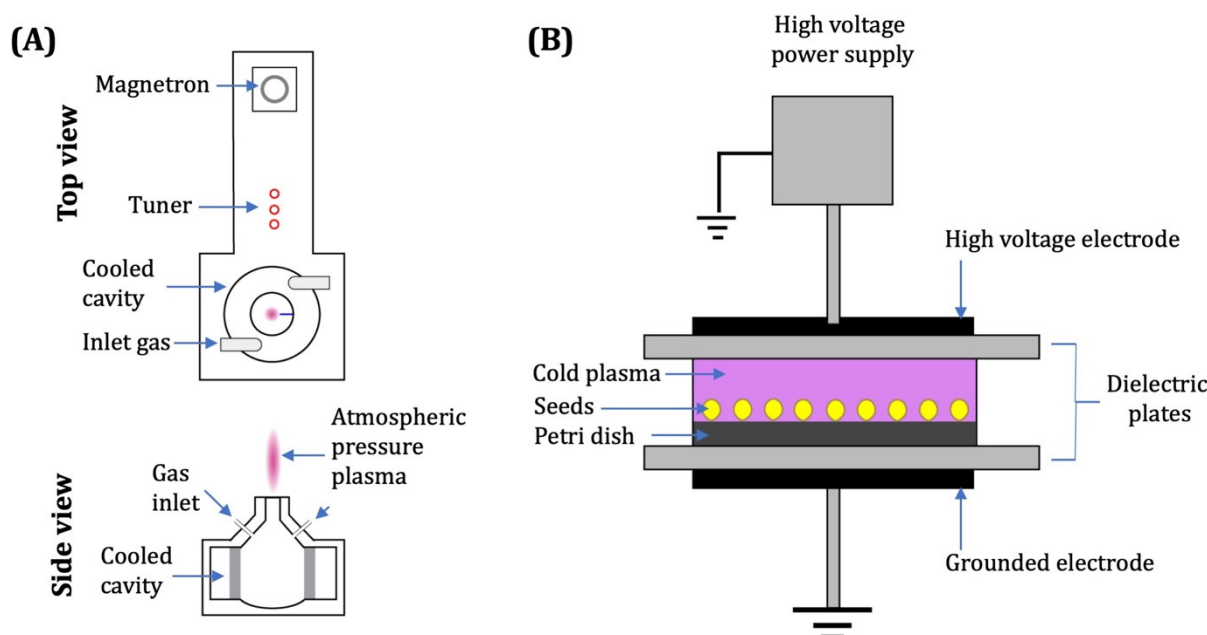 (A)
Top view
Magnetron
Tuner
Cooled
cavity
Inlet gas
Side view
Atmospheric
pressure
plasma
Gas
inlet
Cooled
cavity
(B)
High voltage
power supply
High voltage electrode
Cold plasma
Seeds
Petri dish
Dielectric
plates
Grounded electrode